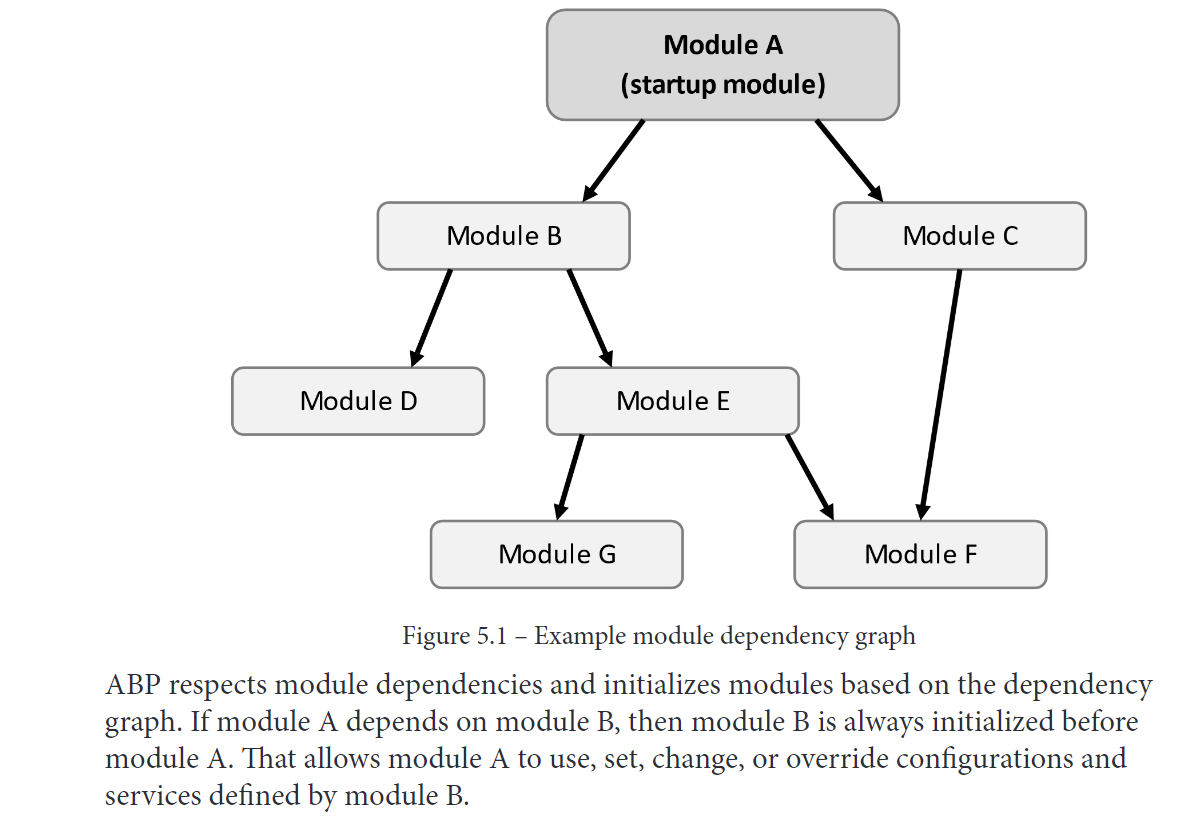 Module A
(startup module)
Module B
Module C
Module D
Module E
Module G
Module F
Figure 5.1 – Example module dependency graph
ABP respects module dependencies and initializes modules based on the dependency
graph. If module A depends on module B, then module B is always initialized before
module A. That allows module A to use, set, change, or override configurations and
services defined by module B.